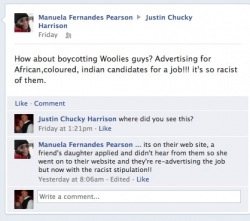 Manuela Fernandes Pearson ▸ Justin Chucky
Harrison
Friday
How about boycotting Woolies guys? Advertising for
African,coloured, indian candidates for a job!!! it's so racist
of them.
Like · Comment
Justin Chucky Harrison where did you see this?
Friday at 1:21pm · Like
Manuela Fernandes Pearson ... its on their web site, a
friend's daughter applied and didn't hear from them so she
went on to their website and they're re-advertising the job
but now with the racist stipulation!!
Yesterday at 8:06am · Edited · Like
Write a comment...